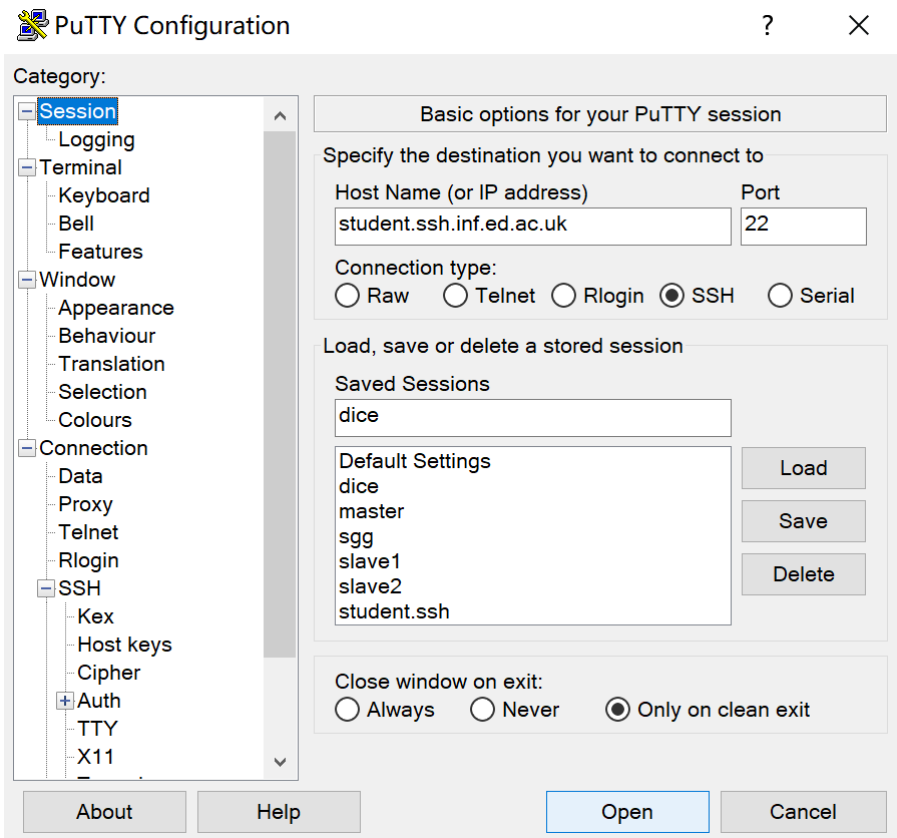 PuTTY Configuration
?
Category:
Session
Logging
Terminal
Keyboard
Bell
Features
Window
Appearance
Behaviour
Translation
Selection
Colours
Connection
Data
Proxy
Telnet
Rlogin
SSH
Kex
Host keys
Cipher
Auth
TTY
X11
Basic options for your PuTTY session
Specify the destination you want to connect to
Host Name (or IP address) Port
student.ssh.inf.ed.ac.uk 22
Connection type:
Raw Telnet Rlogin SSH Serial
Load, save or delete a stored session
Saved Sessions
dice
Default Settings
dice
master
sgg
slave1
slave2
student.ssh
Load
Save
Delete
Close window on exit:
Always Never Only on clean exit
About Help Open Cancel